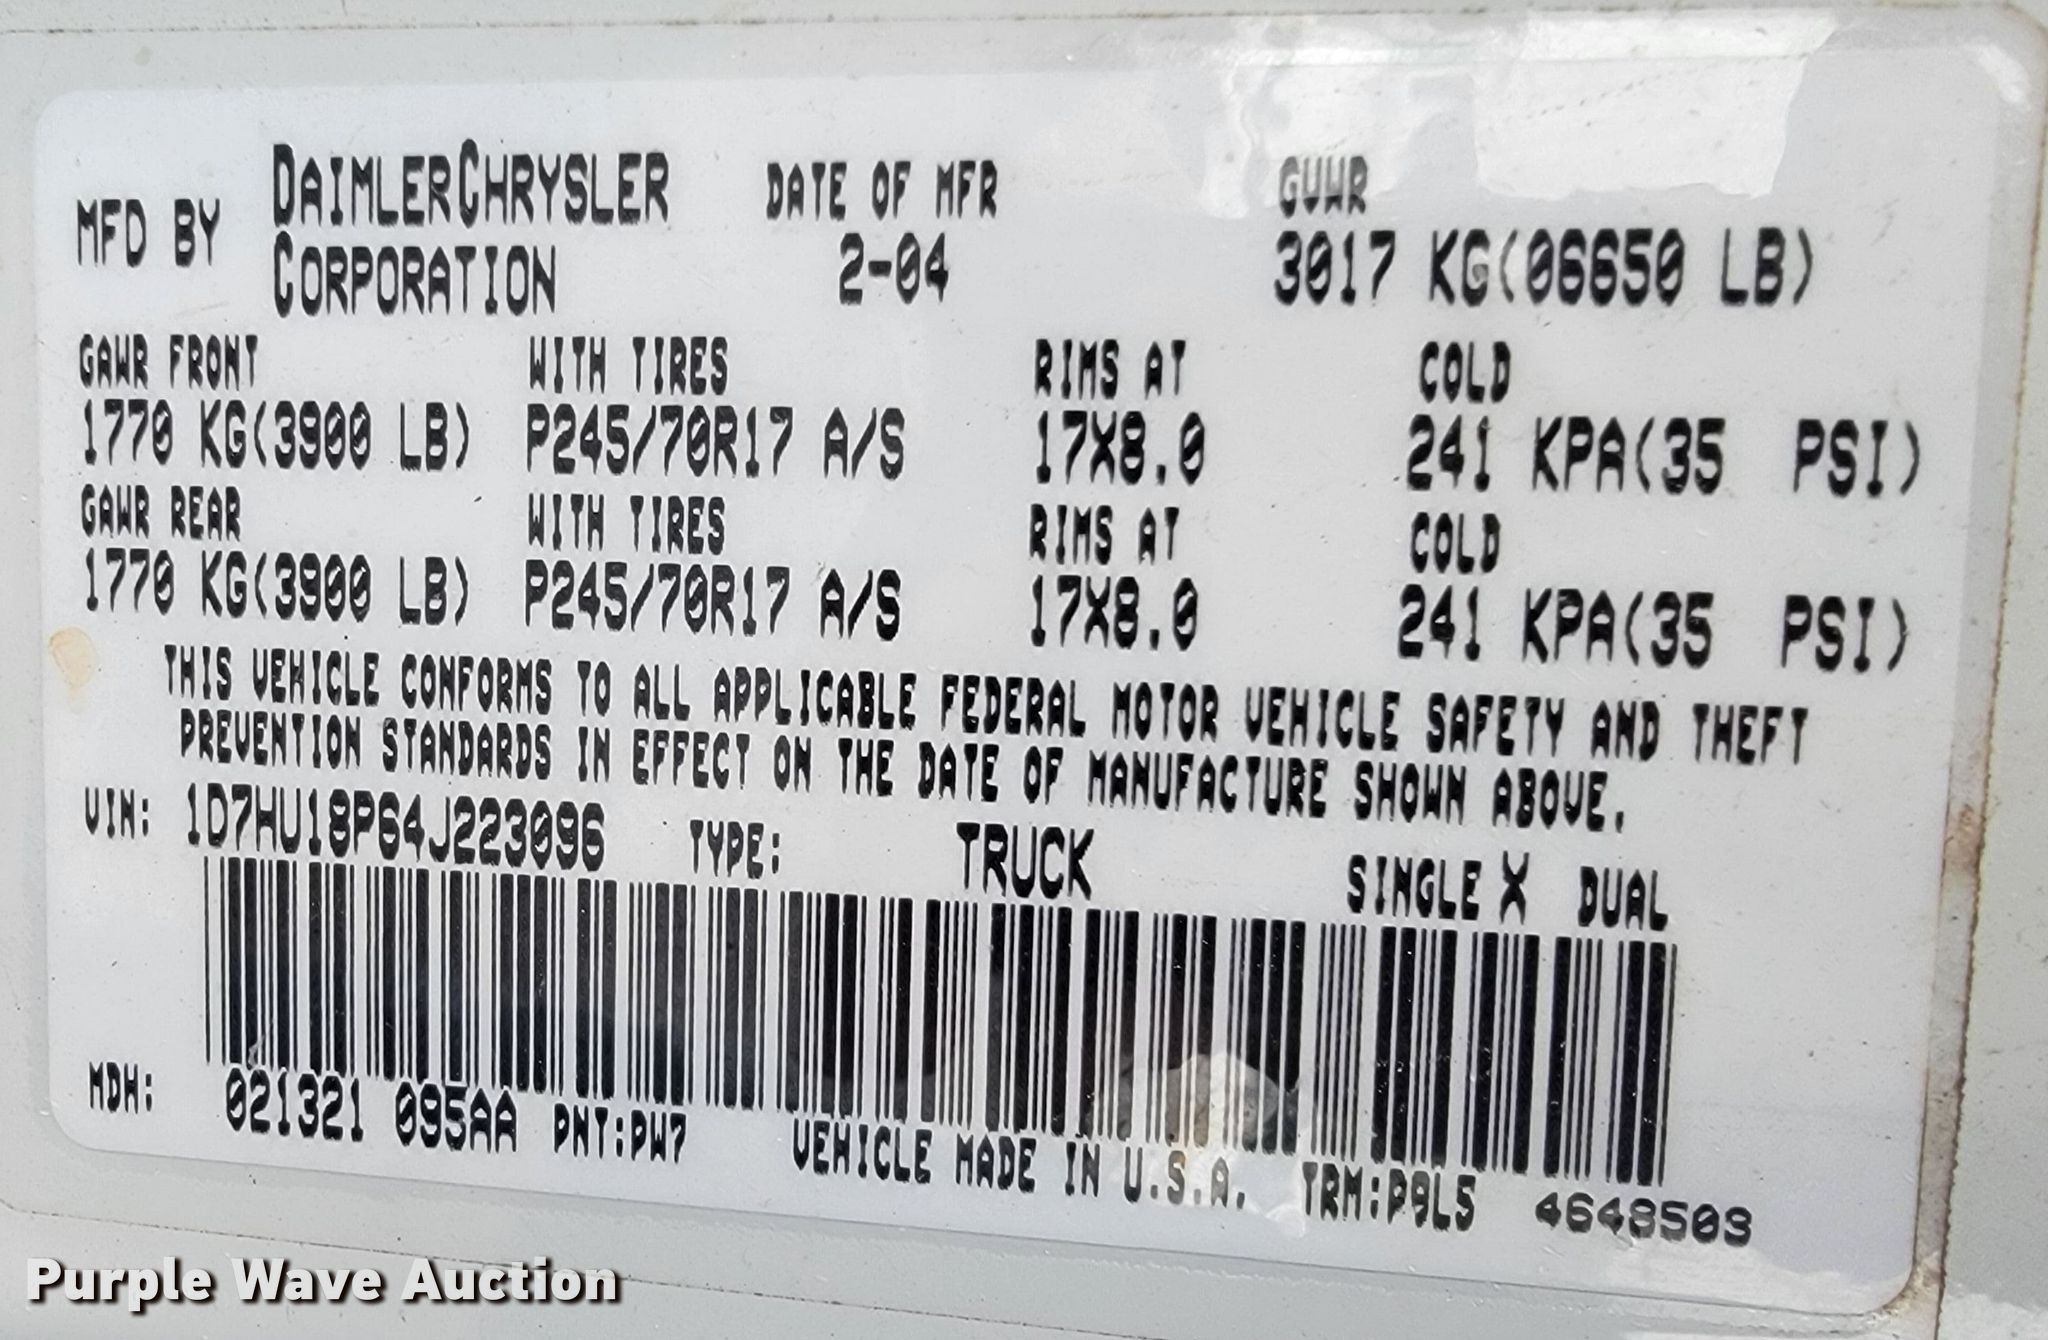 MFD BY DAIMLERCHRYSLER CORPORATION DATE OF MFR 2-04 GVWR 3017 KG(06650 LB)
GAWR FRONT WITH TIRES RIMS AT COLD
1770 KG(3900 LB) P245/70R17 A/S 17X8.0 241 KPA(35 PSI)
GAWR REAR WITH TIRES RIMS AT COLD
1770 KG(3900 LB) P245/70R17 A/S 17X8.0 241 KPA(35 PSI)
THIS VEHICLE CONFORMS TO ALL APPLICABLE FEDERAL MOTOR VEHICLE SAFETY AND THEFT
PREVENTION STANDARDS IN EFFECT ON THE DATE OF MANUFACTURE SHOWN ABOVE.
VIN: 1D7HU18P64J223096 TYPE: TRUCK SINGLE X DUAL
MDH: 021321 095AA PNT:PW7 VEHICLE MADE IN U.S.A. TRM:P9L5
Purple Wave Auction